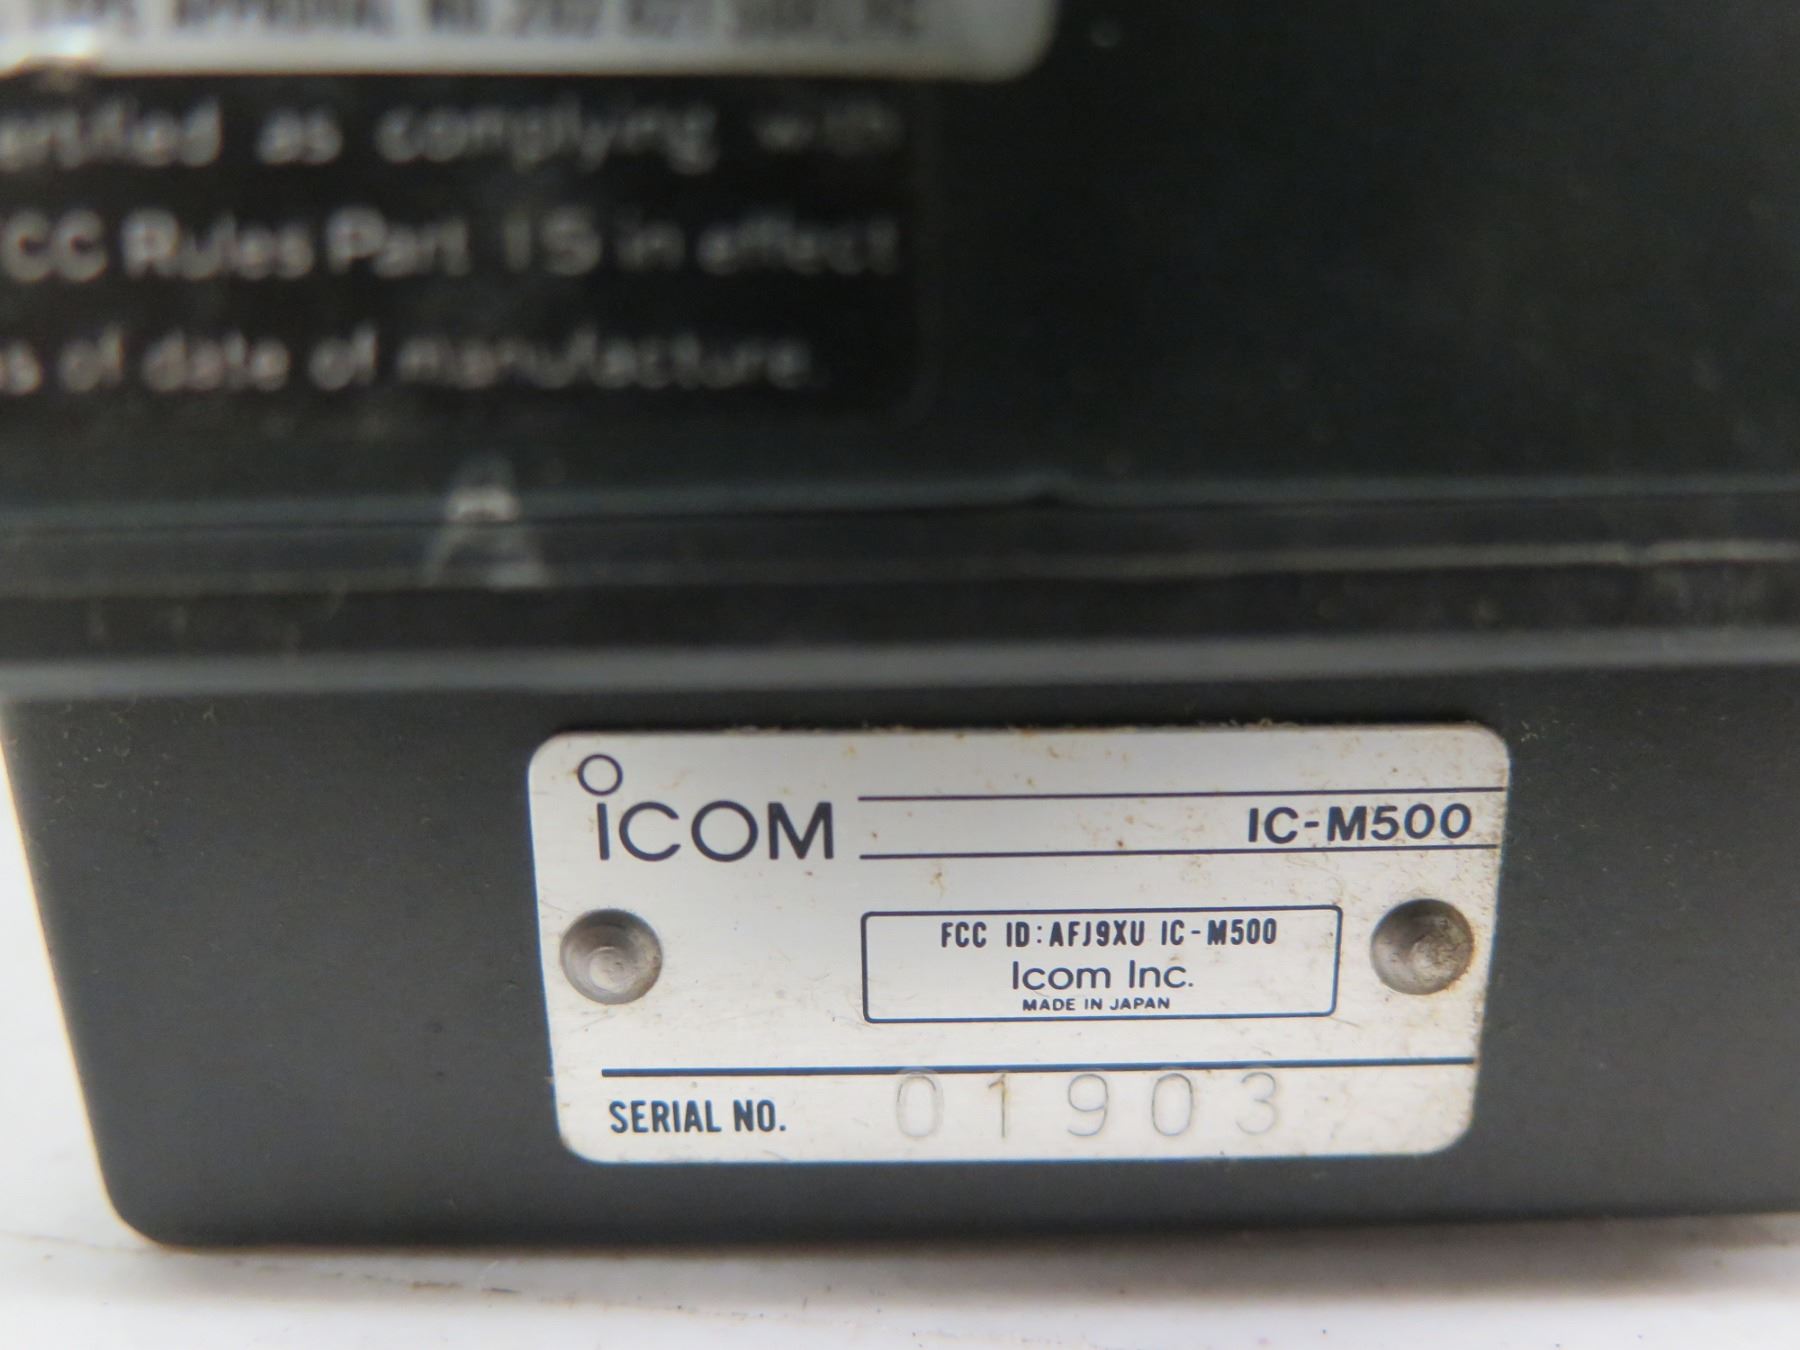 ertified as complying with
CC Rules Part 15 in effect
s of date of manufacture.
ICOM
IC-M500
FCC ID:AFJ9XU IC-M500
Icom Inc.
MADE IN JAPAN
SERIAL NO. 01903